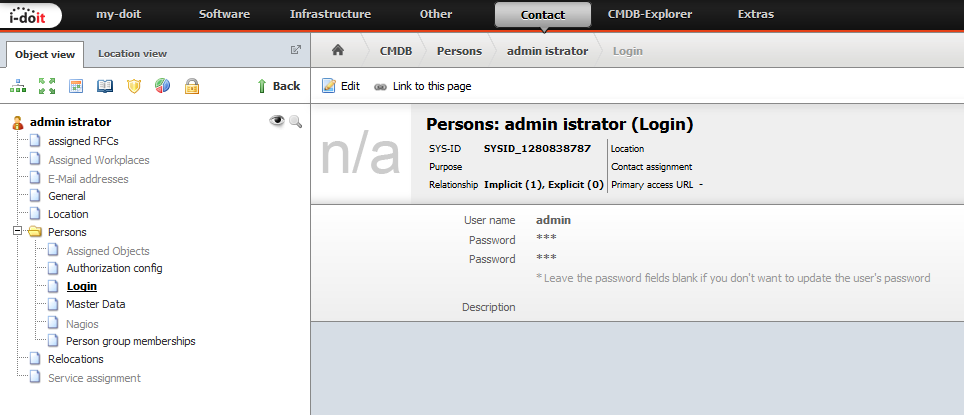 i-doit
my-doit Software Infrastructure Other Contact CMDB-Explorer Extras
Object view Location view
CMDB Persons admin istrator Login
Back
Edit Link to this page
admin istrator
assigned RFCs
Assigned Workplaces
E-Mail addresses
General
Location
Persons
Assigned Objects
Authorization config
Login
Master Data
Nagios
Person group memberships
Relocations
Service assignment
n/a
Persons: admin istrator (Login)
SYS-ID SYSID_1280838787 Location
Purpose Contact assignment
Relationship Implicit (1), Explicit (0) Primary access URL -
User name admin
Password ***
Password ***
* Leave the password fields blank if you don't want to update the user's password
Description